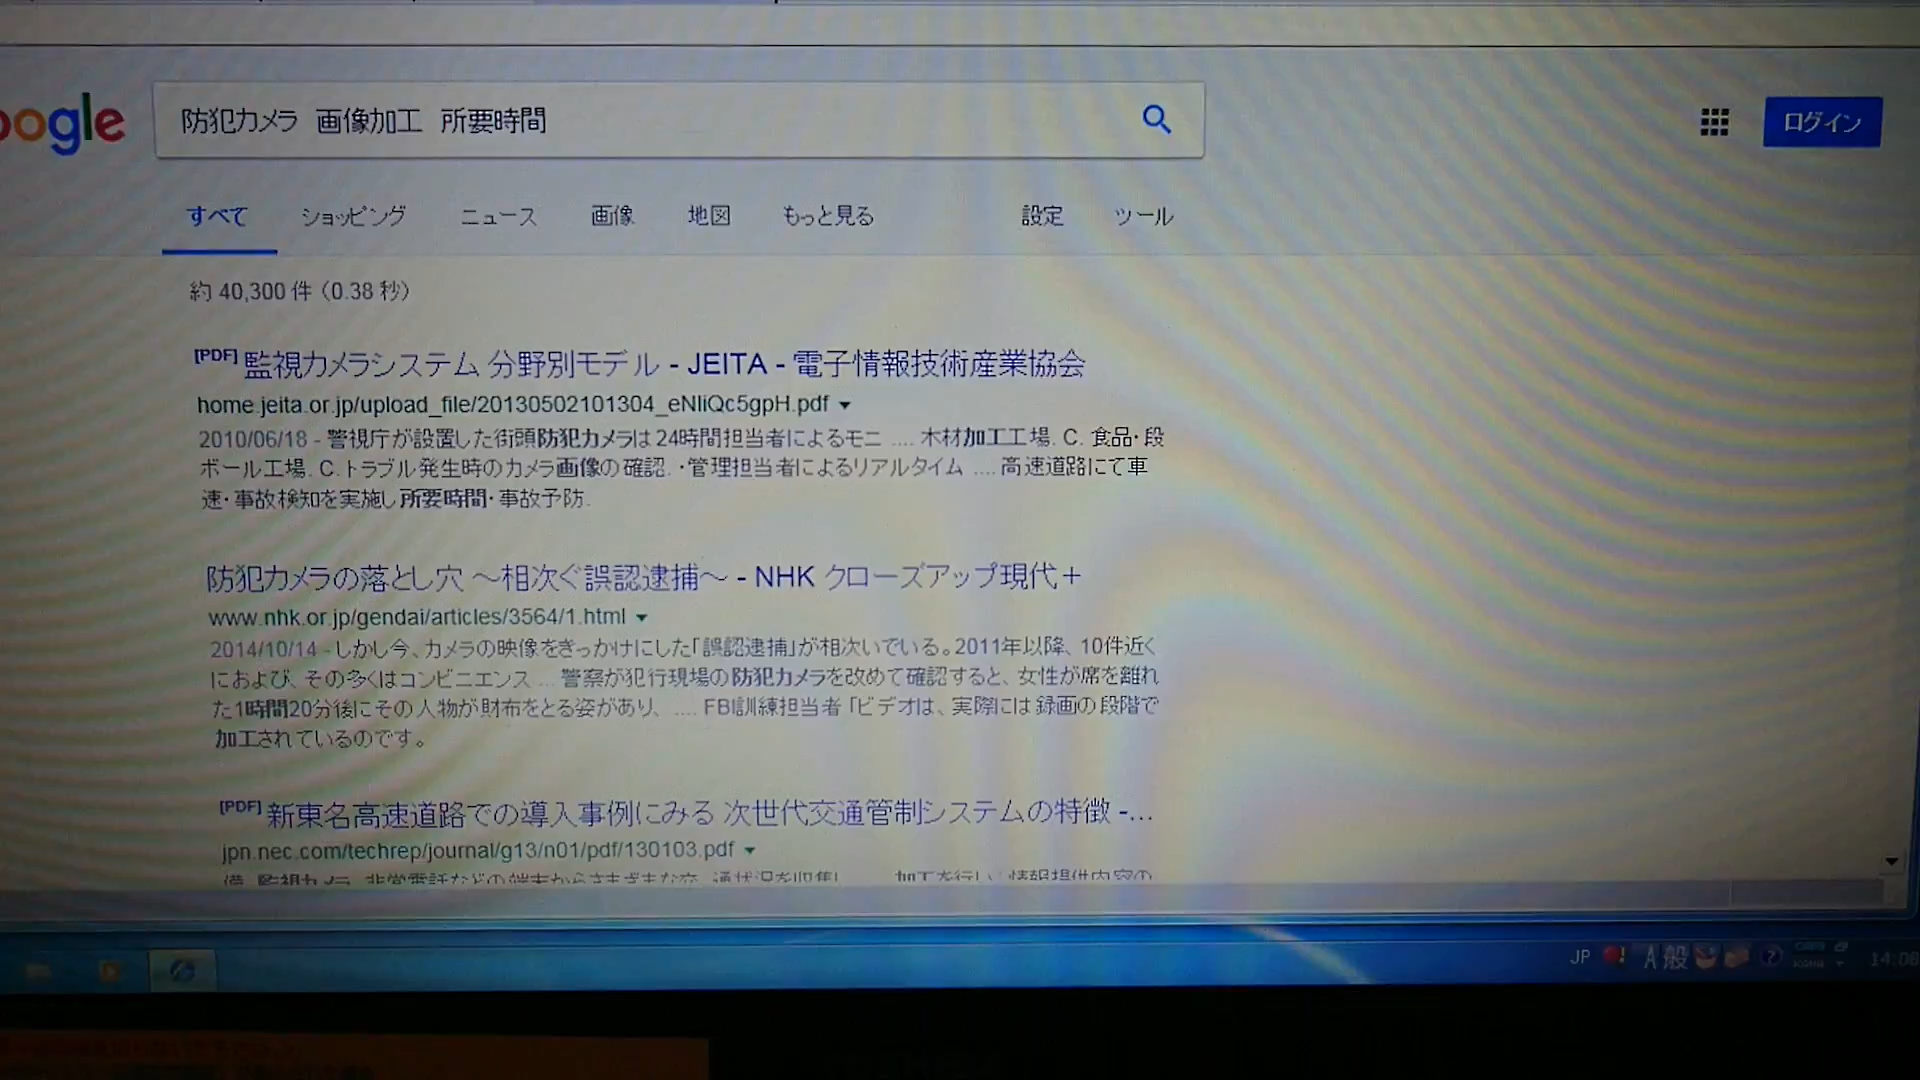 oogle
防犯カメラ 画像加工 所要時間
ログイン
すべて ショッピング ニュース 画像 地図 もっと見る 設定 ツール
約 40,300 件 (0.38 秒)
[PDF] 監視カメラシステム 分野別モデル - JEITA - 電子情報技術産業協会
home.jeita.or.jp/upload_file/20130502101304_eNliQc5gpH.pdf
2010/06/18 - 警視庁が設置した街頭防犯カメラは 24時間担当者によるモニ .... 木材加工工場. C. 食品・段
ボール工場. C.トラブル発生時のカメラ画像の確認. ・管理担当者によるリアルタイム .... 高速道路にて車
速・事故検知を実施し所要時間・事故予防.
防犯カメラの落とし穴 ～相次ぐ誤認逮捕～ - NHK クローズアップ現代＋
www.nhk.or.jp/gendai/articles/3564/1.html
2014/10/14 - しかし今、カメラの映像をきっかけにした「誤認逮捕」が相次いでいる。2011年以降、10件近く
におよび、その多くはコンビニエンス ... 警察が犯行現場の防犯カメラを改めて確認すると、女性が席を離れ
た1時間20分後にその人物が財布をとる姿があり、 .... FBI訓練担当者「ビデオは、実際には録画の段階で
加工されているのです。
[PDF] 新東名高速道路での導入事例にみる 次世代交通管制システムの特徴 -...
jpn.nec.com/techrep/journal/g13/n01/pdf/130103.pdf
JP A 般 14:08